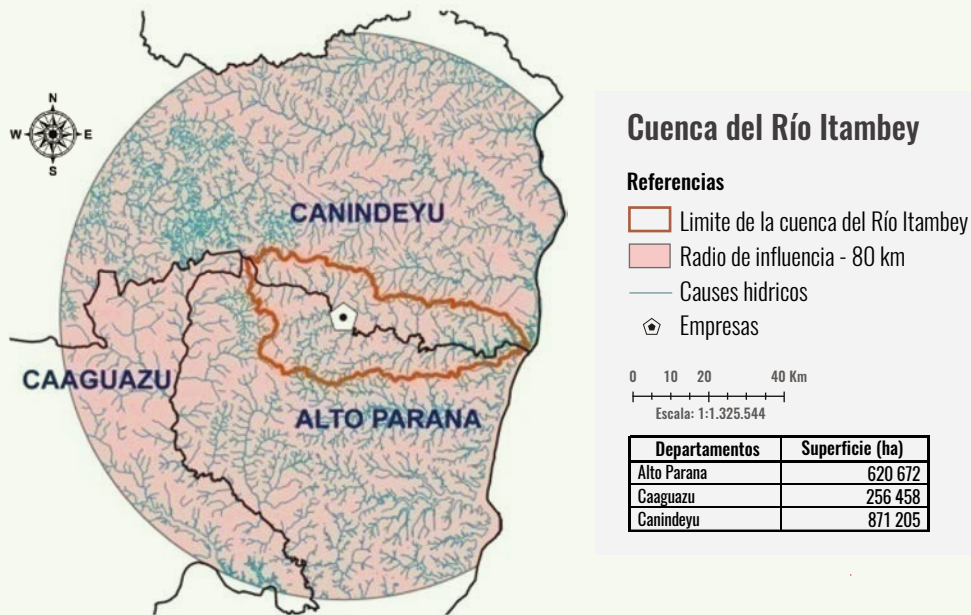 N
W
E
S
CANINDEYU
CAAGUAZU
ALTO PARANA
Cuenca del Río Itambey
Referencias
Limite de la cuenca del Río Itambey
Radio de influencia - 80 km
Causes hidricos
Empresas
0 10 20 40 Km
Escala: 1:1.325.544
Departamentos Superficie (ha)
Alto Parana 620 672
Caaguazu 256 458
Canindeyu 871 205